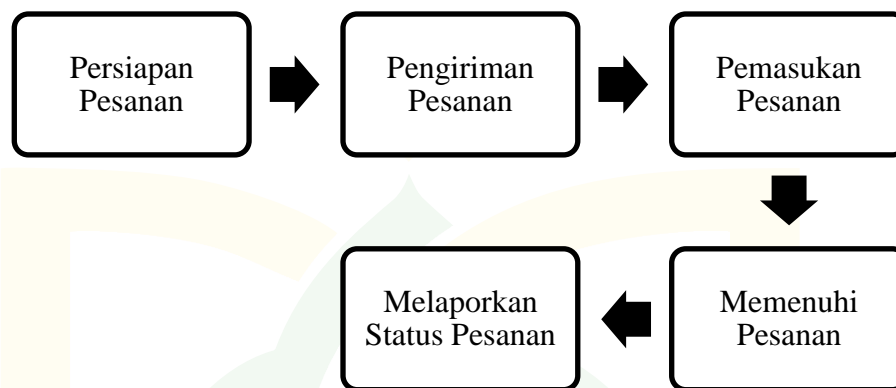 Persiapan
Pesanan
Pengiriman
Pesanan
Pemasukan
Pesanan
Memenuhi
Pesanan
Melaporkan
Status Pesanan